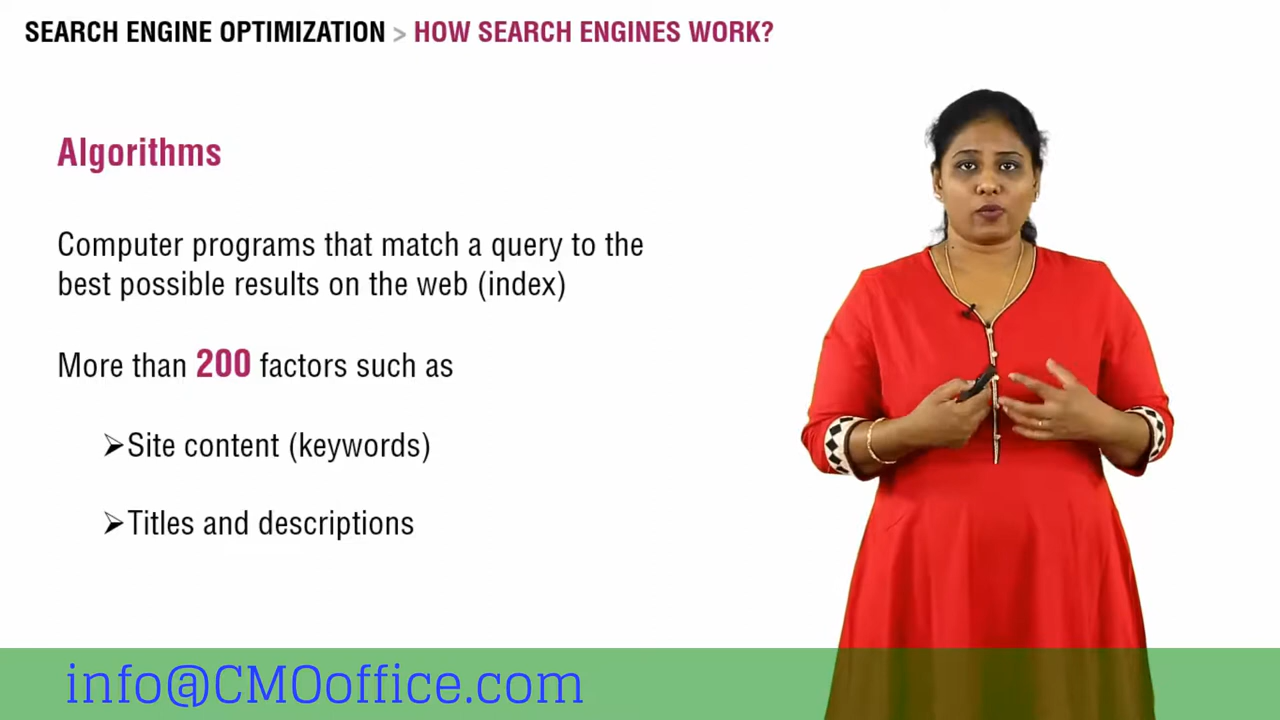 SEARCH ENGINE OPTIMIZATION > HOW SEARCH ENGINES WORK?
Algorithms
Computer programs that match a query to the
best possible results on the web (index)
More than 200 factors such as
➢Site content (keywords)
➢Titles and descriptions
info@CMOoffice.com